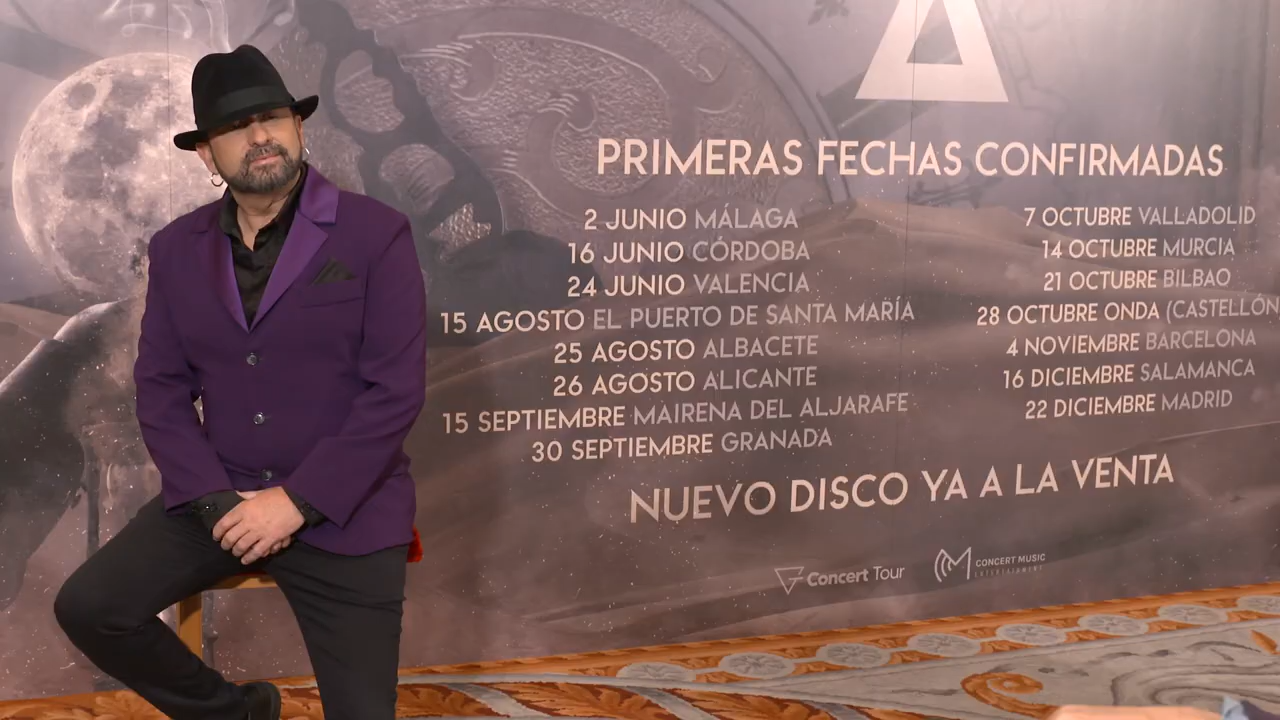 PRIMERAS FECHAS CONFIRMADAS
2 JUNIO MÁLAGA
16 JUNIO CÓRDOBA
24 JUNIO VALENCIA
15 AGOSTO EL PUERTO DE SANTA MARÍA
25 AGOSTO ALBACETE
26 AGOSTO ALICANTE
15 SEPTIEMBRE MAIRENA DEL ALJARAFE
30 SEPTIEMBRE GRANADA
7 OCTUBRE VALLADOLID
14 OCTUBRE MURCIA
21 OCTUBRE BILBAO
28 OCTUBRE ONDA (CASTELLÓN
4 NOVIEMBRE BARCELONA
16 DICIEMBRE SALAMANCA
22 DICIEMBRE MADRID
NUEVO DISCO YA A LA VENTA
Concert Tour
CONCERT MUSIC
ENTERTAINMENT